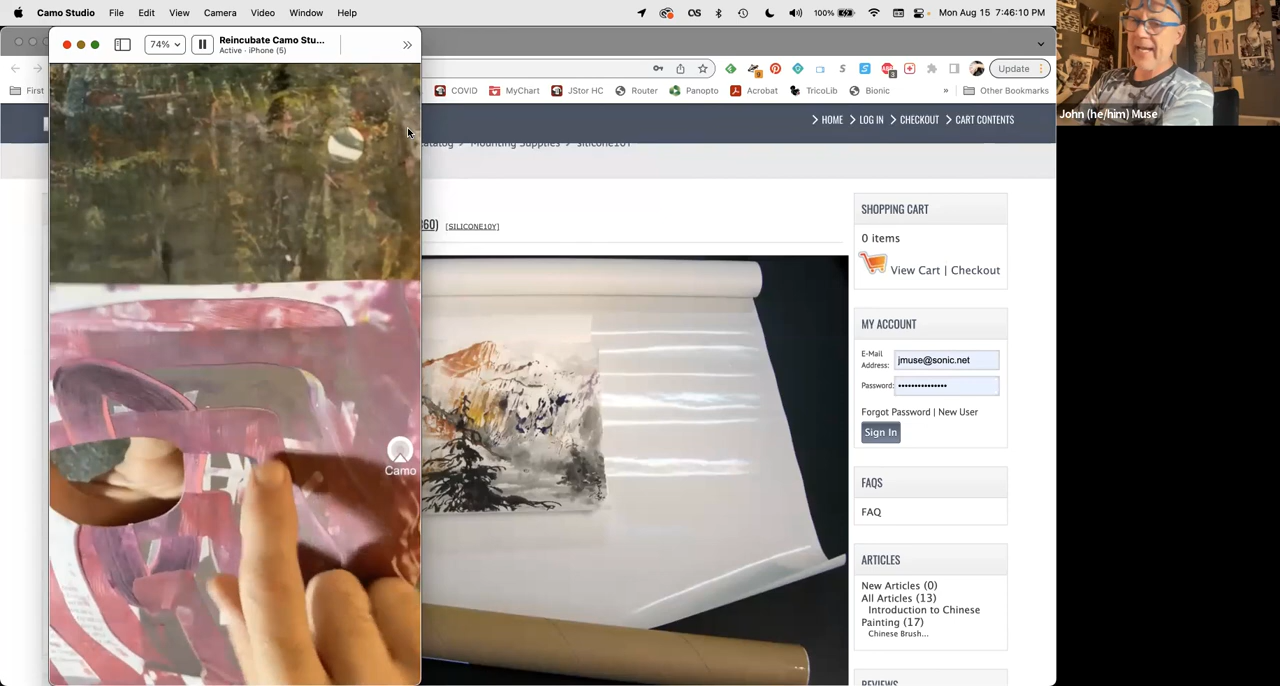 Camo Studio File Edit View Camera Video Window Help 100% Mon Aug 15 7:46:10 PM
74% Reincubate Camo Stu...
Active - iPhone (5)
Update
First COVID MyChart JStor HC Router Panopto Acrobat TricoLib Bionic » Other Bookmarks
HOME LOG IN CHECKOUT CART CONTENTS
John (he/him) Muse
Mounting Supplies silicone10Y
[SILICONE10Y]
SHOPPING CART
0 items
View Cart | Checkout
MY ACCOUNT
E-Mail
Address: jmuse@sonic.net
Password: •••••••••••••••
Forgot Password | New User
Sign In
Camo
FAQS
FAQ
ARTICLES
New Articles (0)
All Articles (13)
Introduction to Chinese
Painting (17)
Chinese Brush...